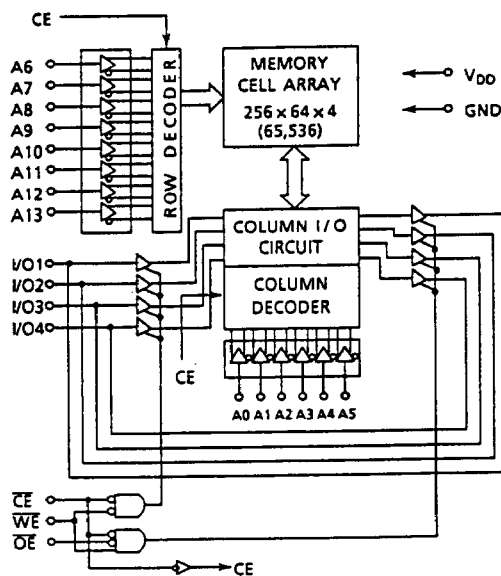 CE
A6
A7
A8
A9
A10
A11
A12
A13
ROW DECODER
MEMORY
CELL ARRAY
256 x 64 x 4
(65,536)
VDD
GND
I/O1
I/O2
I/O3
I/O4
COLUMN I/O
CIRCUIT
COLUMN
DECODER
CE
A0 A1 A2 A3 A4 A5
C̅E̅
W̅E̅
O̅E̅
CE